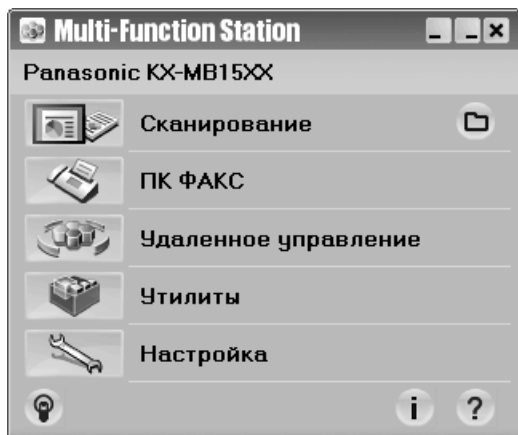 Multi-Function Station
Panasonic KX-MB15XX
Сканирование
ПК ФАКС
Удаленное управление
Утилиты
Настройка
i ?